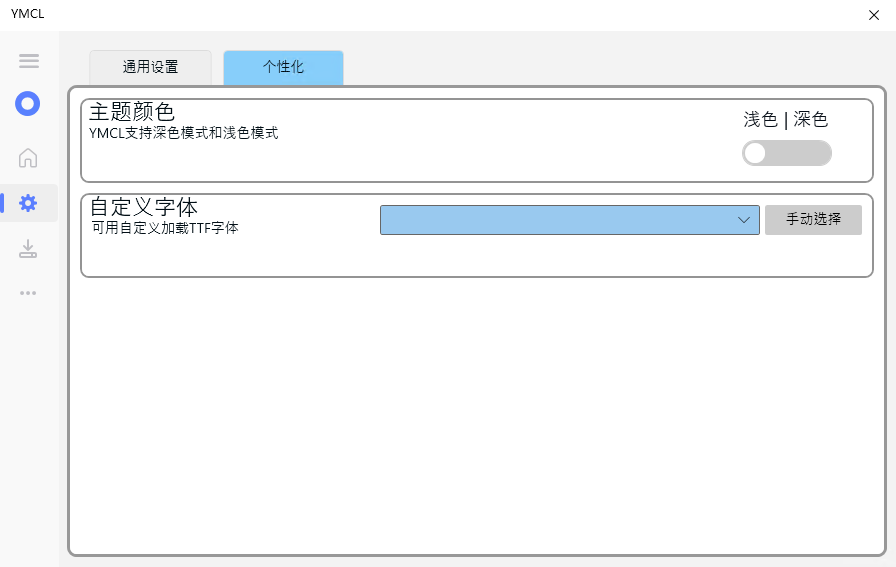 YMCL
通用设置
个性化
主题颜色
YMCL支持深色模式和浅色模式
浅色 | 深色
自定义字体
可用自定义加载TTF字体
手动选择